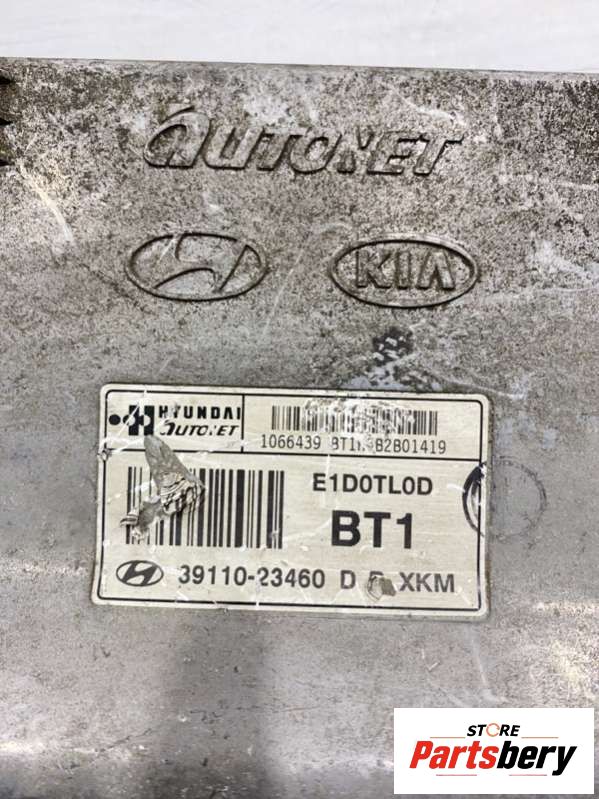 AUTONET
KIA
HYUNDAI
AUTONET
1066439
E1D0TL0D
BT1
39110-23460 D XKM
STORE
Partsbery